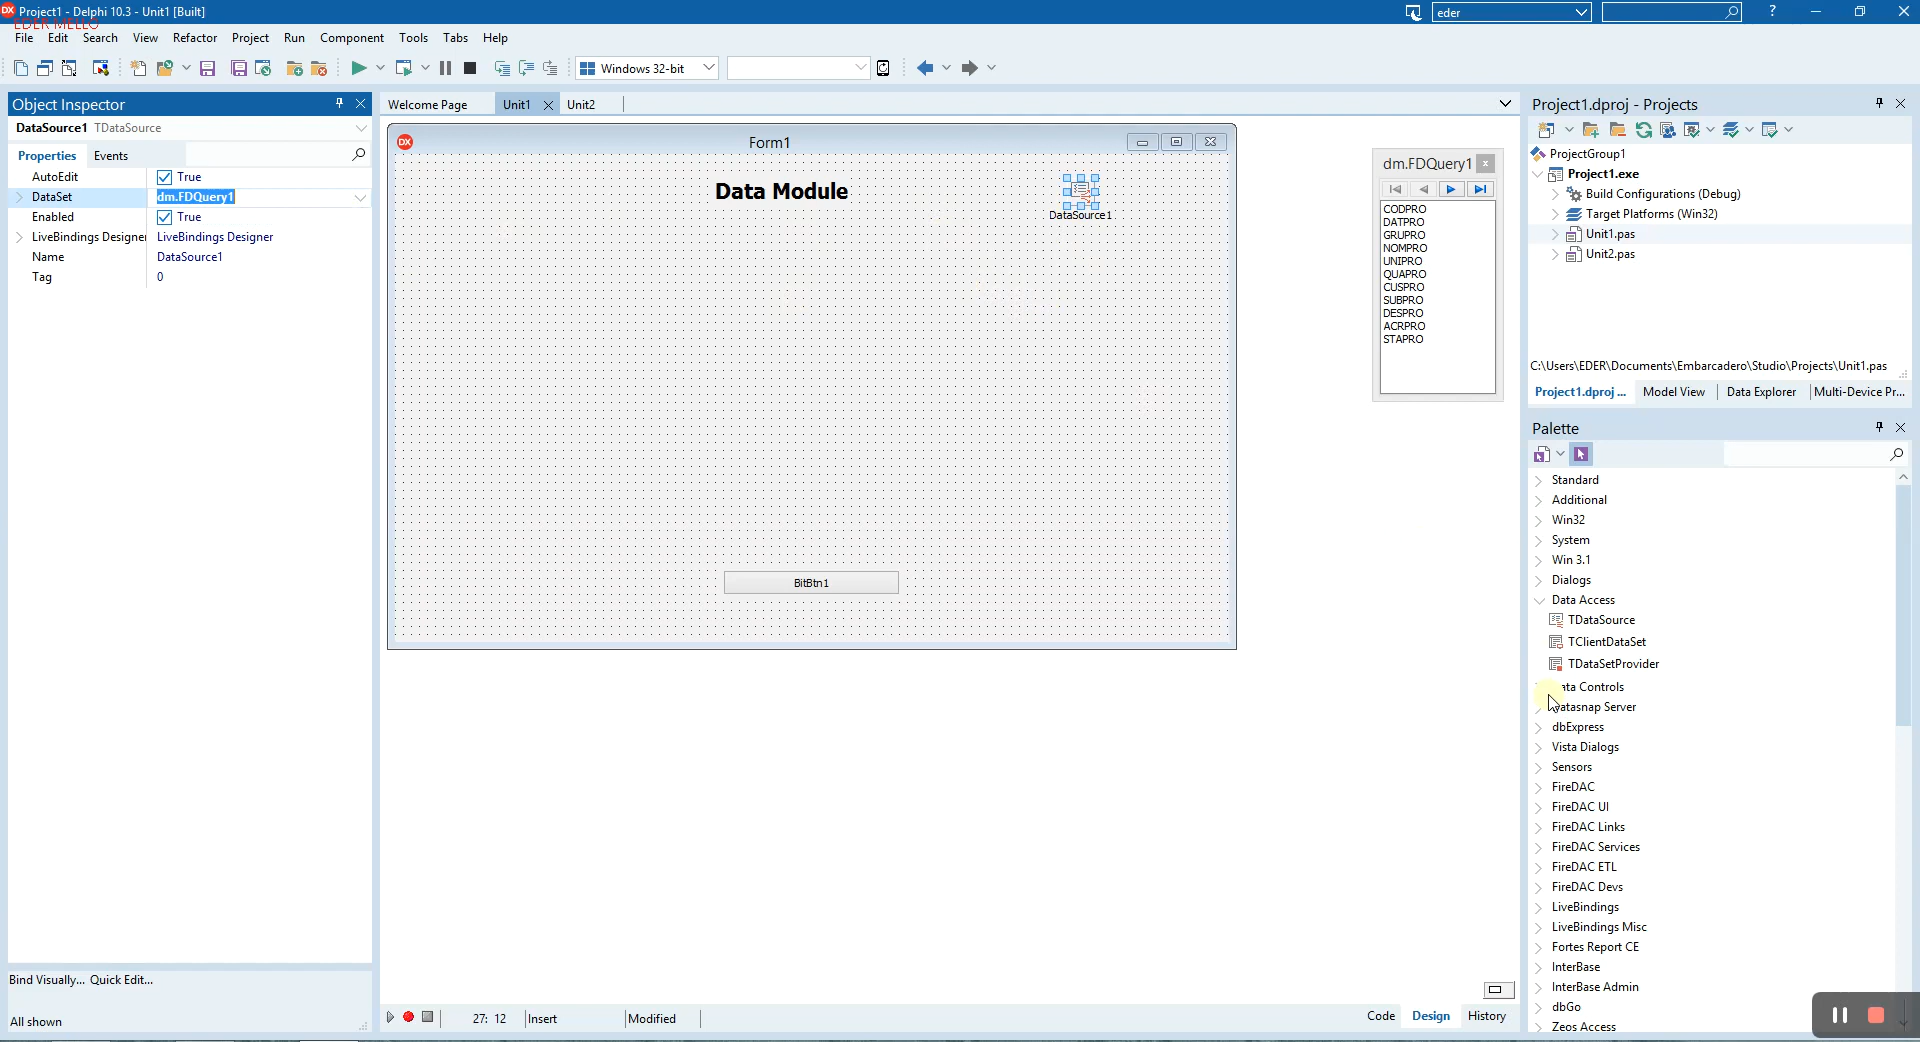 Project1 - Delphi 10.3 - Unit1 [Built]
eder
?
EDER MELLO
File Edit Search View Refactor Project Run Component Tools Tabs Help
Windows 32-bit
Object Inspector
DataSource1 TDataSource
Properties Events
AutoEdit True
DataSet dm.FDQuery1
Enabled True
LiveBindings Designer LiveBindings Designer
Name DataSource1
Tag 0
Bind Visually... Quick Edit...
All shown
Welcome Page Unit1 Unit2
Form1
Data Module
DataSource1
BitBtn1
dm.FDQuery1
CODPRO
DATPRO
GRUPRO
NOMPRO
UNIPRO
QUAPRO
CUSPRO
SUBPRO
DESPRO
ACRPRO
STAPRO
27: 12 Insert Modified
Code Design History
Project1.dproj - Projects
ProjectGroup1
Project1.exe
Build Configurations (Debug)
Target Platforms (Win32)
Unit1.pas
Unit2.pas
C:\Users\EDER\Documents\Embarcadero\Studio\Projects\Unit1.pas
Project1.dproj ... Model View Data Explorer Multi-Device Pr...
Palette
Standard
Additional
Win32
System
Win 3.1
Dialogs
Data Access
TDataSource
TClientDataSet
TDataSetProvider
ata Controls
atasnap Server
dbExpress
Vista Dialogs
Sensors
FireDAC
FireDAC UI
FireDAC Links
FireDAC Services
FireDAC ETL
FireDAC Devs
LiveBindings
LiveBindings Misc
Fortes Report CE
InterBase
InterBase Admin
dbGo
Zeos Access